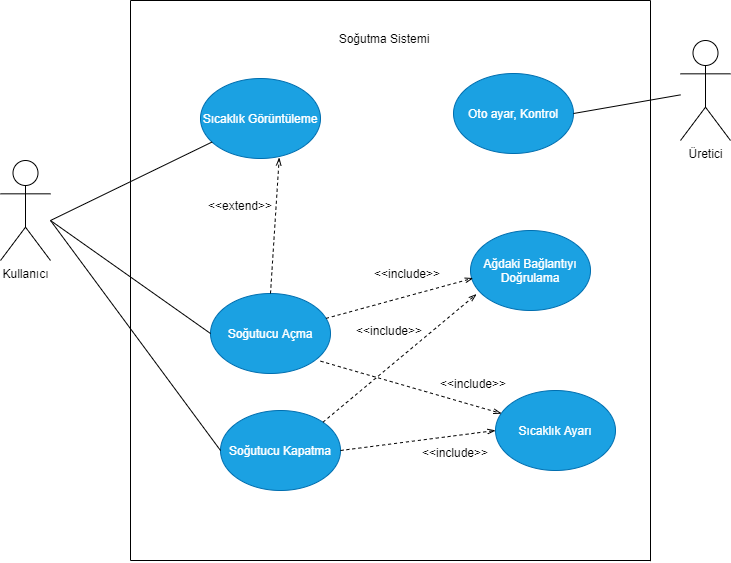 Soğutma Sistemi
Sıcaklık Görüntüleme
Oto ayar, Kontrol
Üretici
<<extend>>
Kullanıcı
<<include>>
Ağdaki Bağlantıyı
Doğrulama
Soğutucu Açma
<<include>>
<<include>>
Sıcaklık Ayarı
Soğutucu Kapatma
<<include>>